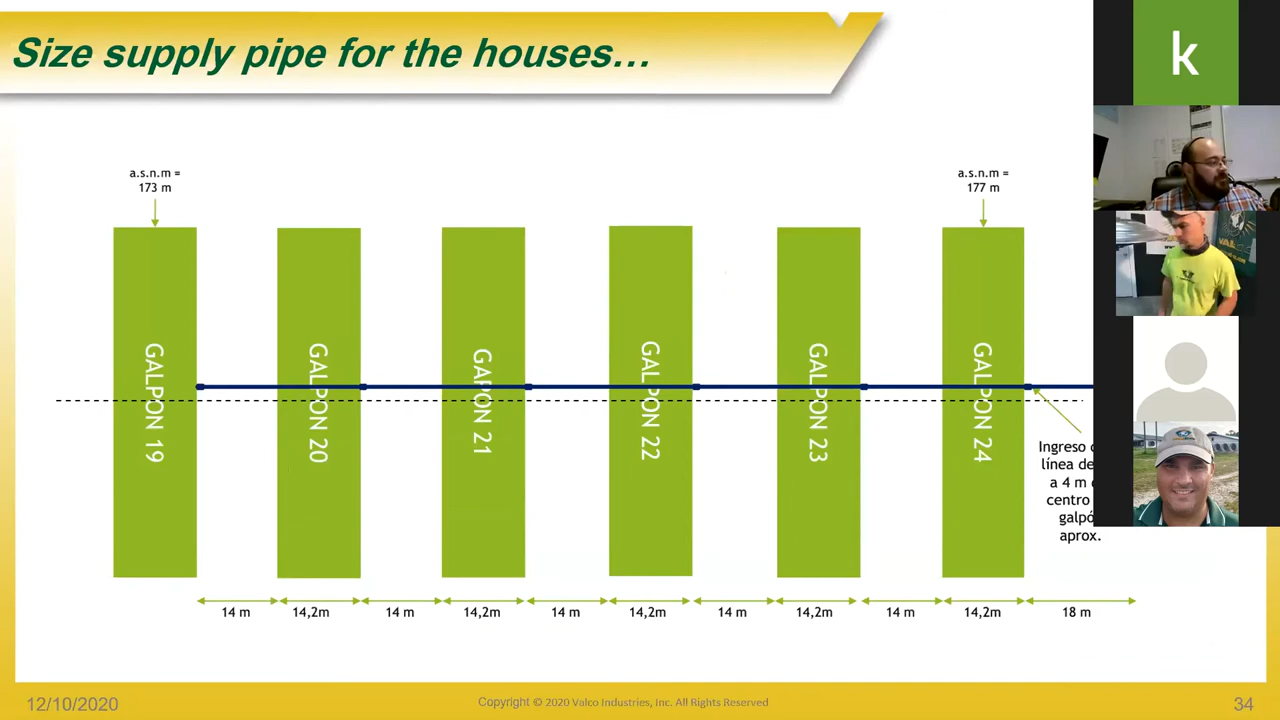 Size supply pipe for the houses...
k
a.s.n.m =
173 m
a.s.n.m =
177 m
GALPON 19
GALPON 20
GAPON 21
GALPON 22
GALPON 23
GALPON 24
Ingreso
línea de
a 4 m
centro
galpó
aprox.
14 m
14,2m
14 m
14,2m
14 m
14,2m
14 m
14,2m
14 m
14,2m
18 m
12/10/2020
Copyright © 2020 Valco Industries, Inc. All Rights Reserved
34